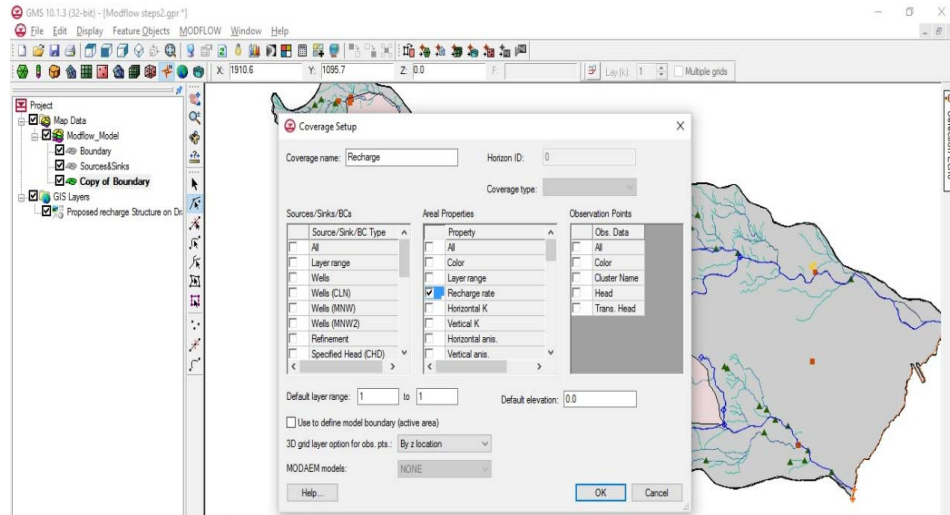 GMS 10.1.3 (32-bit) - [Modflow steps2.gpr *]
File Edit Display Feature Objects MODFLOW Window Help
X: 1910.6 Y: 1095.7 Z: 0.0 F: Lay (k) 1 Multiple grids
Project
Map Data
Modflow_Model
Boundary
Sources&Sinks
Copy of Boundary
GIS Layers
Proposed recharge Structure on Dr
Coverage Setup
Coverage name: Recharge Horizon ID: 0
Coverage type:
Sources/Sinks/BCs Areal Properties Observation Points
Source/Sink/BC Type Property Obs. Data
All All All
Layer range Color Color
Wells Layer range Cluster Name
Wells (CLN) Recharge rate Head
Wells (MNW) Horizontal K Trans. Head
Wells (MNW2) Vertical K
Refinement Horizontal anis.
Specified Head (CHD) Vertical anis.
Default layer range: 1 to 1 Default elevation: 0.0
Use to define model boundary (active area)
3D grid layer option for obs. pts.: By z location
MODAEM models: NONE
Help... OK Cancel